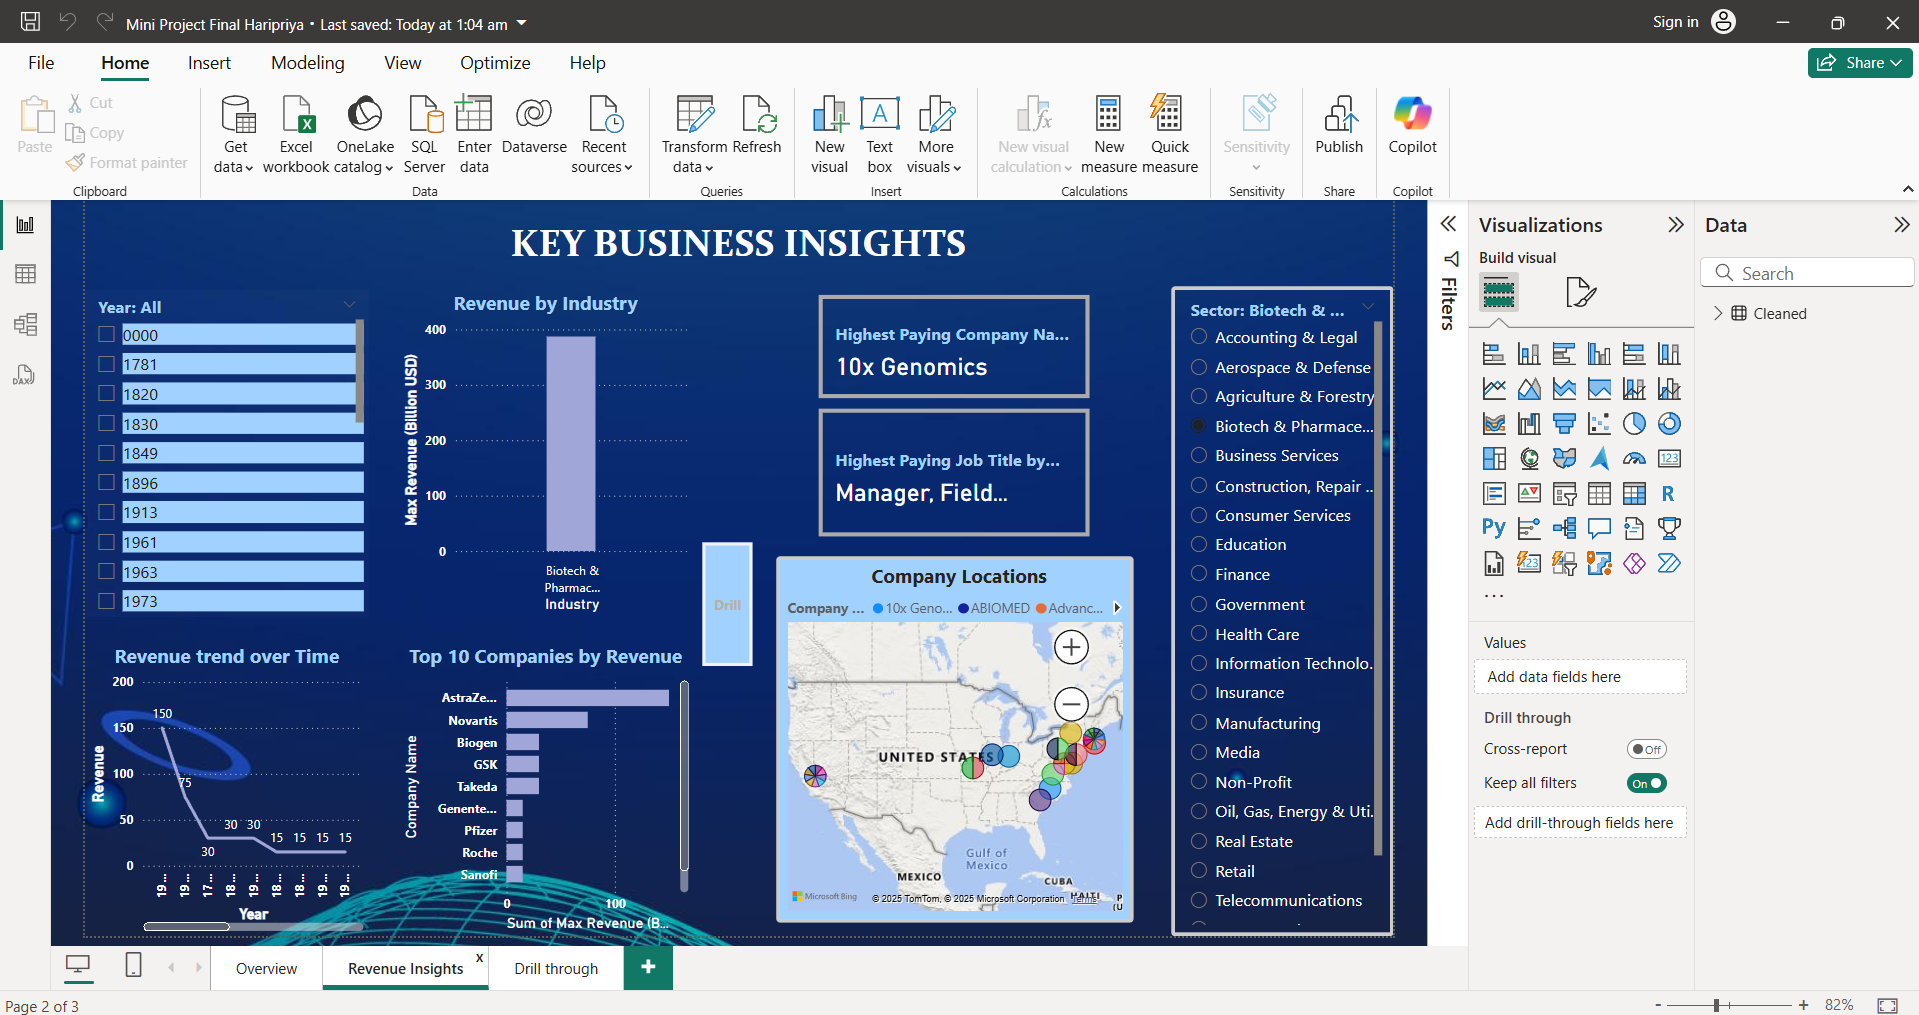 Mini Project Final Haripriya • Last saved: Today at 1:04 am
Sign in
File
Home
Insert
Modeling
View
Optimize
Help
Share
Paste
Cut
Copy
Format painter
Clipboard
Get data
Excel workbook
OneLake catalog
SQL Server
Enter data
Dataverse
Recent sources
Data
Transform data
Refresh
Queries
New visual
Text box
More visuals
Insert
New visual calculation
New measure
Quick measure
Calculations
Sensitivity
Sensitivity
Publish
Share
Copilot
Copilot
KEY BUSINESS INSIGHTS
Year: All
0000
1781
1820
1830
1849
1896
1913
1961
1963
1973
Revenue by Industry
Max Revenue (Billion USD)
400
300
200
100
0
Biotech &
Pharmac...
Industry
Highest Paying Company Na...
10x Genomics
Highest Paying Job Title by...
Manager, Field...
Drill
Revenue trend over Time
Revenue
200
150
100
50
0
150
75
30
30
30
15
15
15
15
19...
19...
17...
18...
19...
18...
18...
19...
19...
Year
Top 10 Companies by Revenue
Company Name
AstraZe...
Novartis
Biogen
GSK
Takeda
Genente...
Pfizer
Roche
Sanofi
0
100
Sum of Max Revenue (B...
Company Locations
Company ...
10x Geno...
ABIOMED
Advanc...
UNITED STATES
MEXICO
Gulf of
Mexico
CUBA
HAITI
P
(U
Microsoft Bing
© 2025 TomTom, © 2025 Microsoft Corporation
Terms
Sector: Biotech & ...
Accounting & Legal
Aerospace & Defense
Agriculture & Forestry
Biotech & Pharmace...
Business Services
Construction, Repair ...
Consumer Services
Education
Finance
Government
Health Care
Information Technolo...
Insurance
Manufacturing
Media
Non-Profit
Oil, Gas, Energy & Uti...
Real Estate
Retail
Telecommunications
Filters
Visualizations
Build visual
123
R
Py
123
...
Values
Add data fields here
Drill through
Cross-report
Off
Keep all filters
On
Add drill-through fields here
Data
Search
Cleaned
DAX
Overview
Revenue Insights
x
Drill through
+
Page 2 of 3
- + 82%